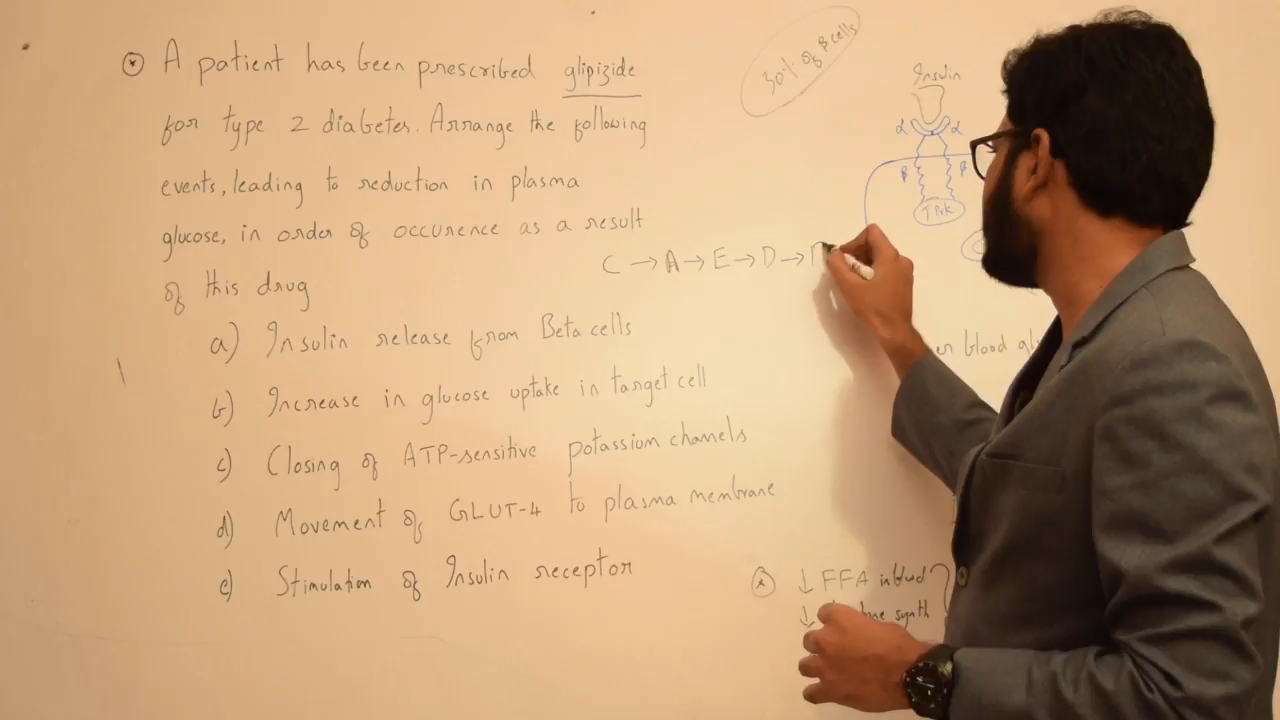 A patient has been prescribed glipizide
for type 2 diabetes. Arrange the following
events, leading to reduction in plasma
glucose, in order of occurence as a result
of this drug
a) Insulin release from Beta cells
b) Increase in glucose uptake in target cell
c) Closing of ATP-sensitive potassium channels
d) Movement of GLUT-4 to plasma membrane
e) Stimulation of Insulin receptor
C → A → E → D →
30% of B cells
Insulin
α α
β β
TPK
blood
↓ FFA in blood
↓ synth